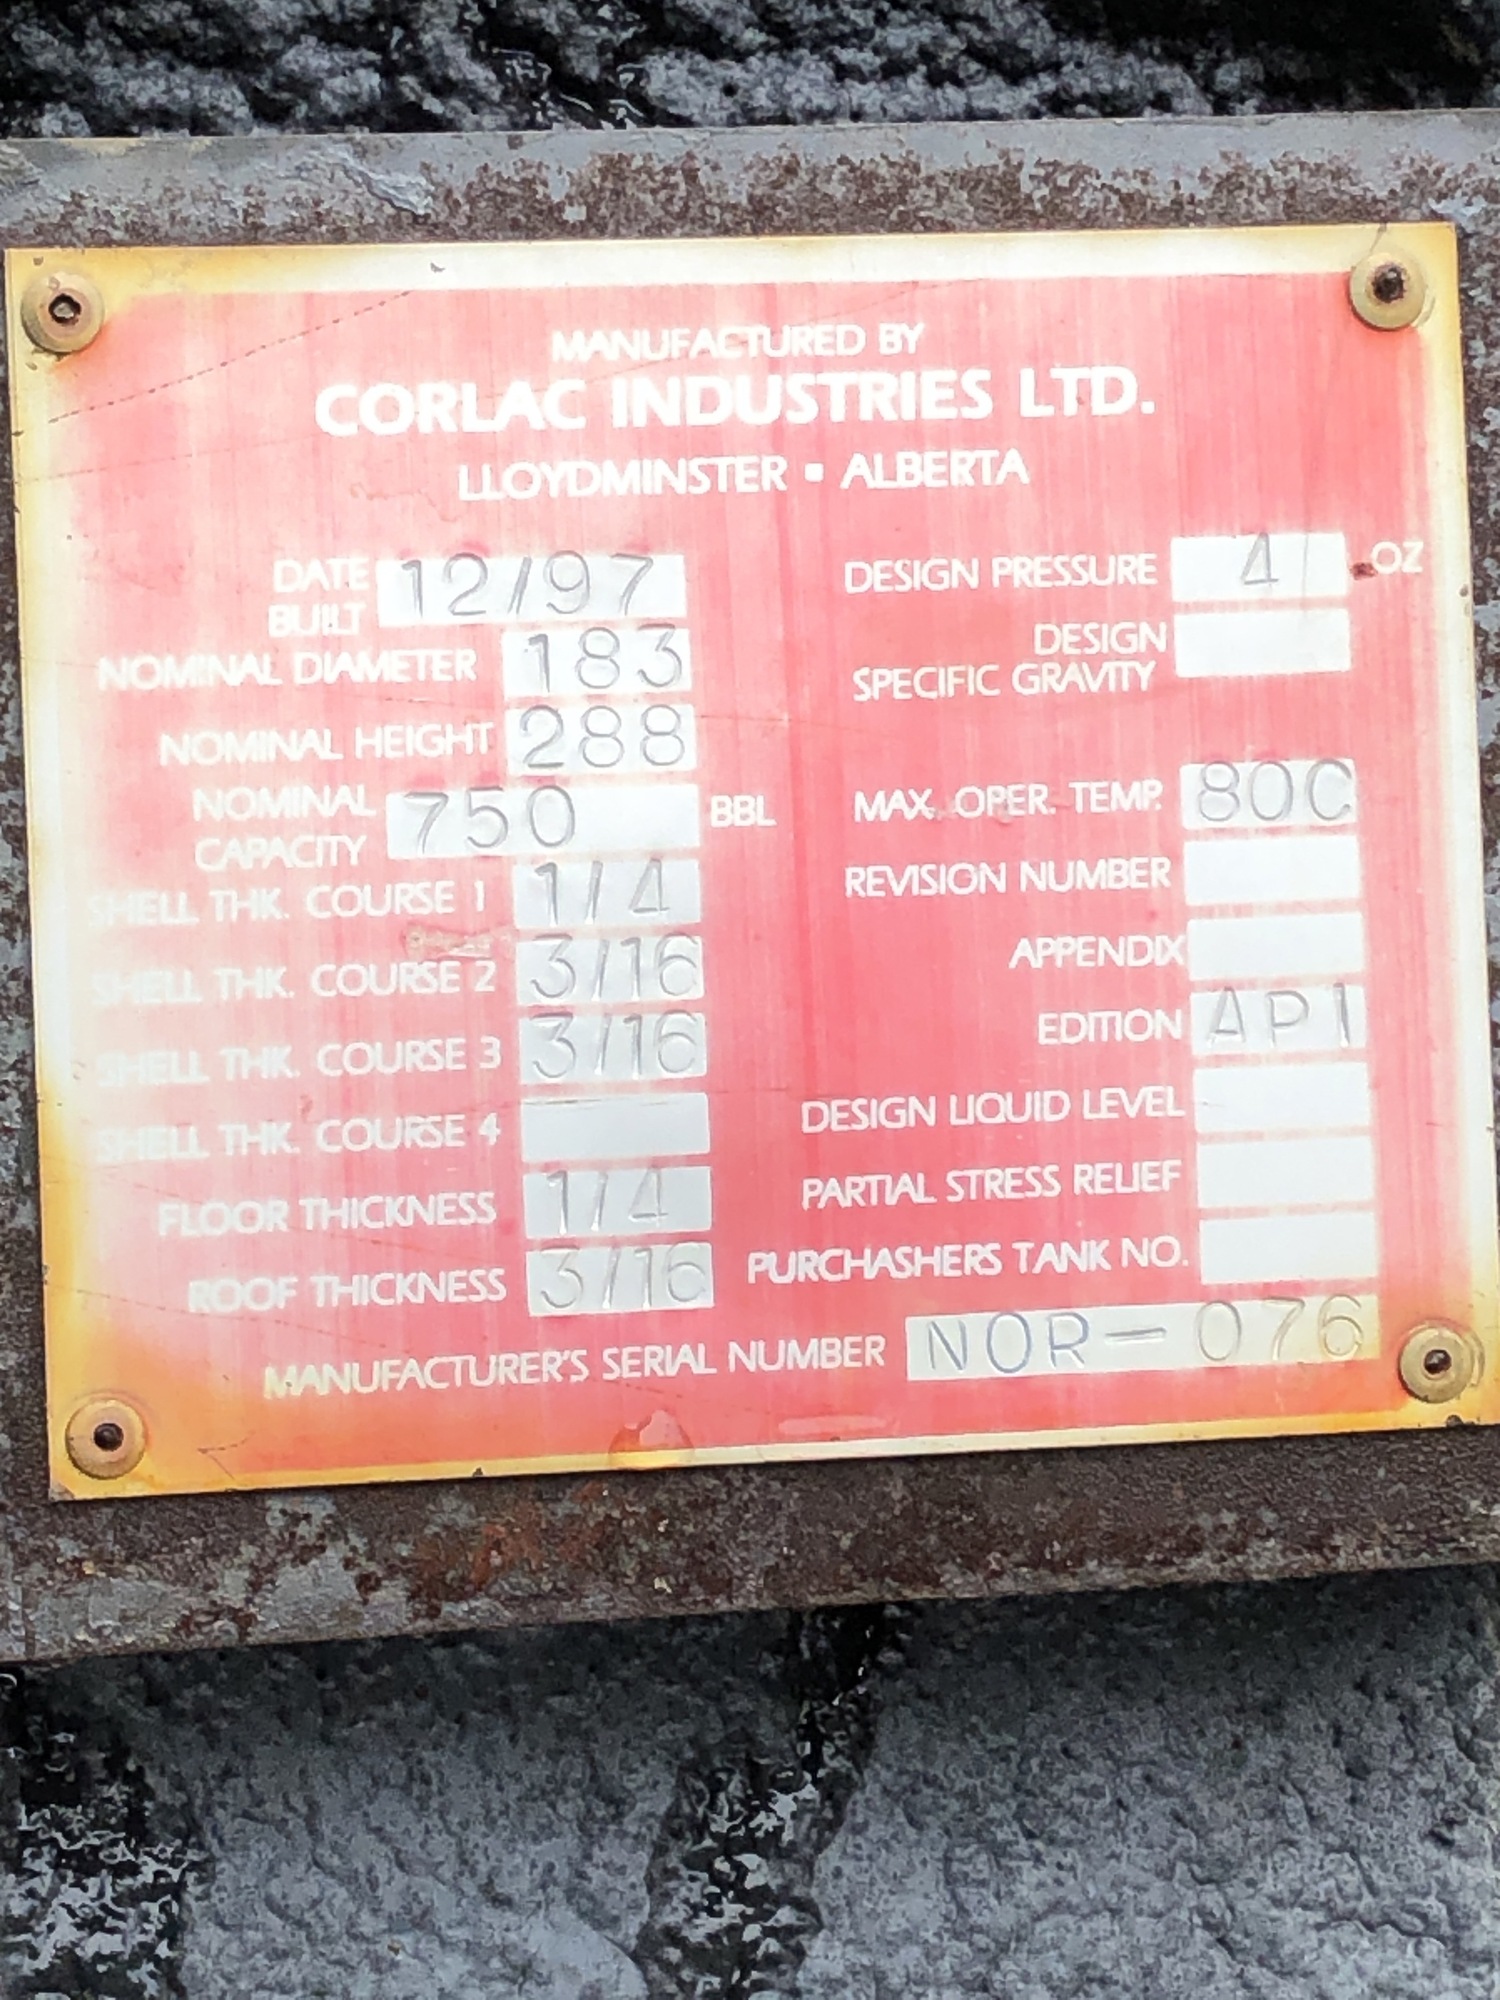 MANUFACTURED BY
CORLAC INDUSTRIES LTD.
LLOYDMINSTER ▪ ALBERTA
DATE BUILT 12/97
NOMINAL DIAMETER 183
NOMINAL HEIGHT 288
NOMINAL CAPACITY 750 BBL
SHELL THK. COURSE 1 1/4
SHELL THK. COURSE 2 3/16
SHELL THK. COURSE 3 3/16
SHELL THK. COURSE 4
FLOOR THICKNESS 1/4
ROOF THICKNESS 3/16
DESIGN PRESSURE 4 OZ
DESIGN SPECIFIC GRAVITY
MAX. OPER. TEMP. 80C
REVISION NUMBER
APPENDIX
EDITION API
DESIGN LIQUID LEVEL
PARTIAL STRESS RELIEF
PURCHASHERS TANK NO.
MANUFACTURER'S SERIAL NUMBER NOR-076